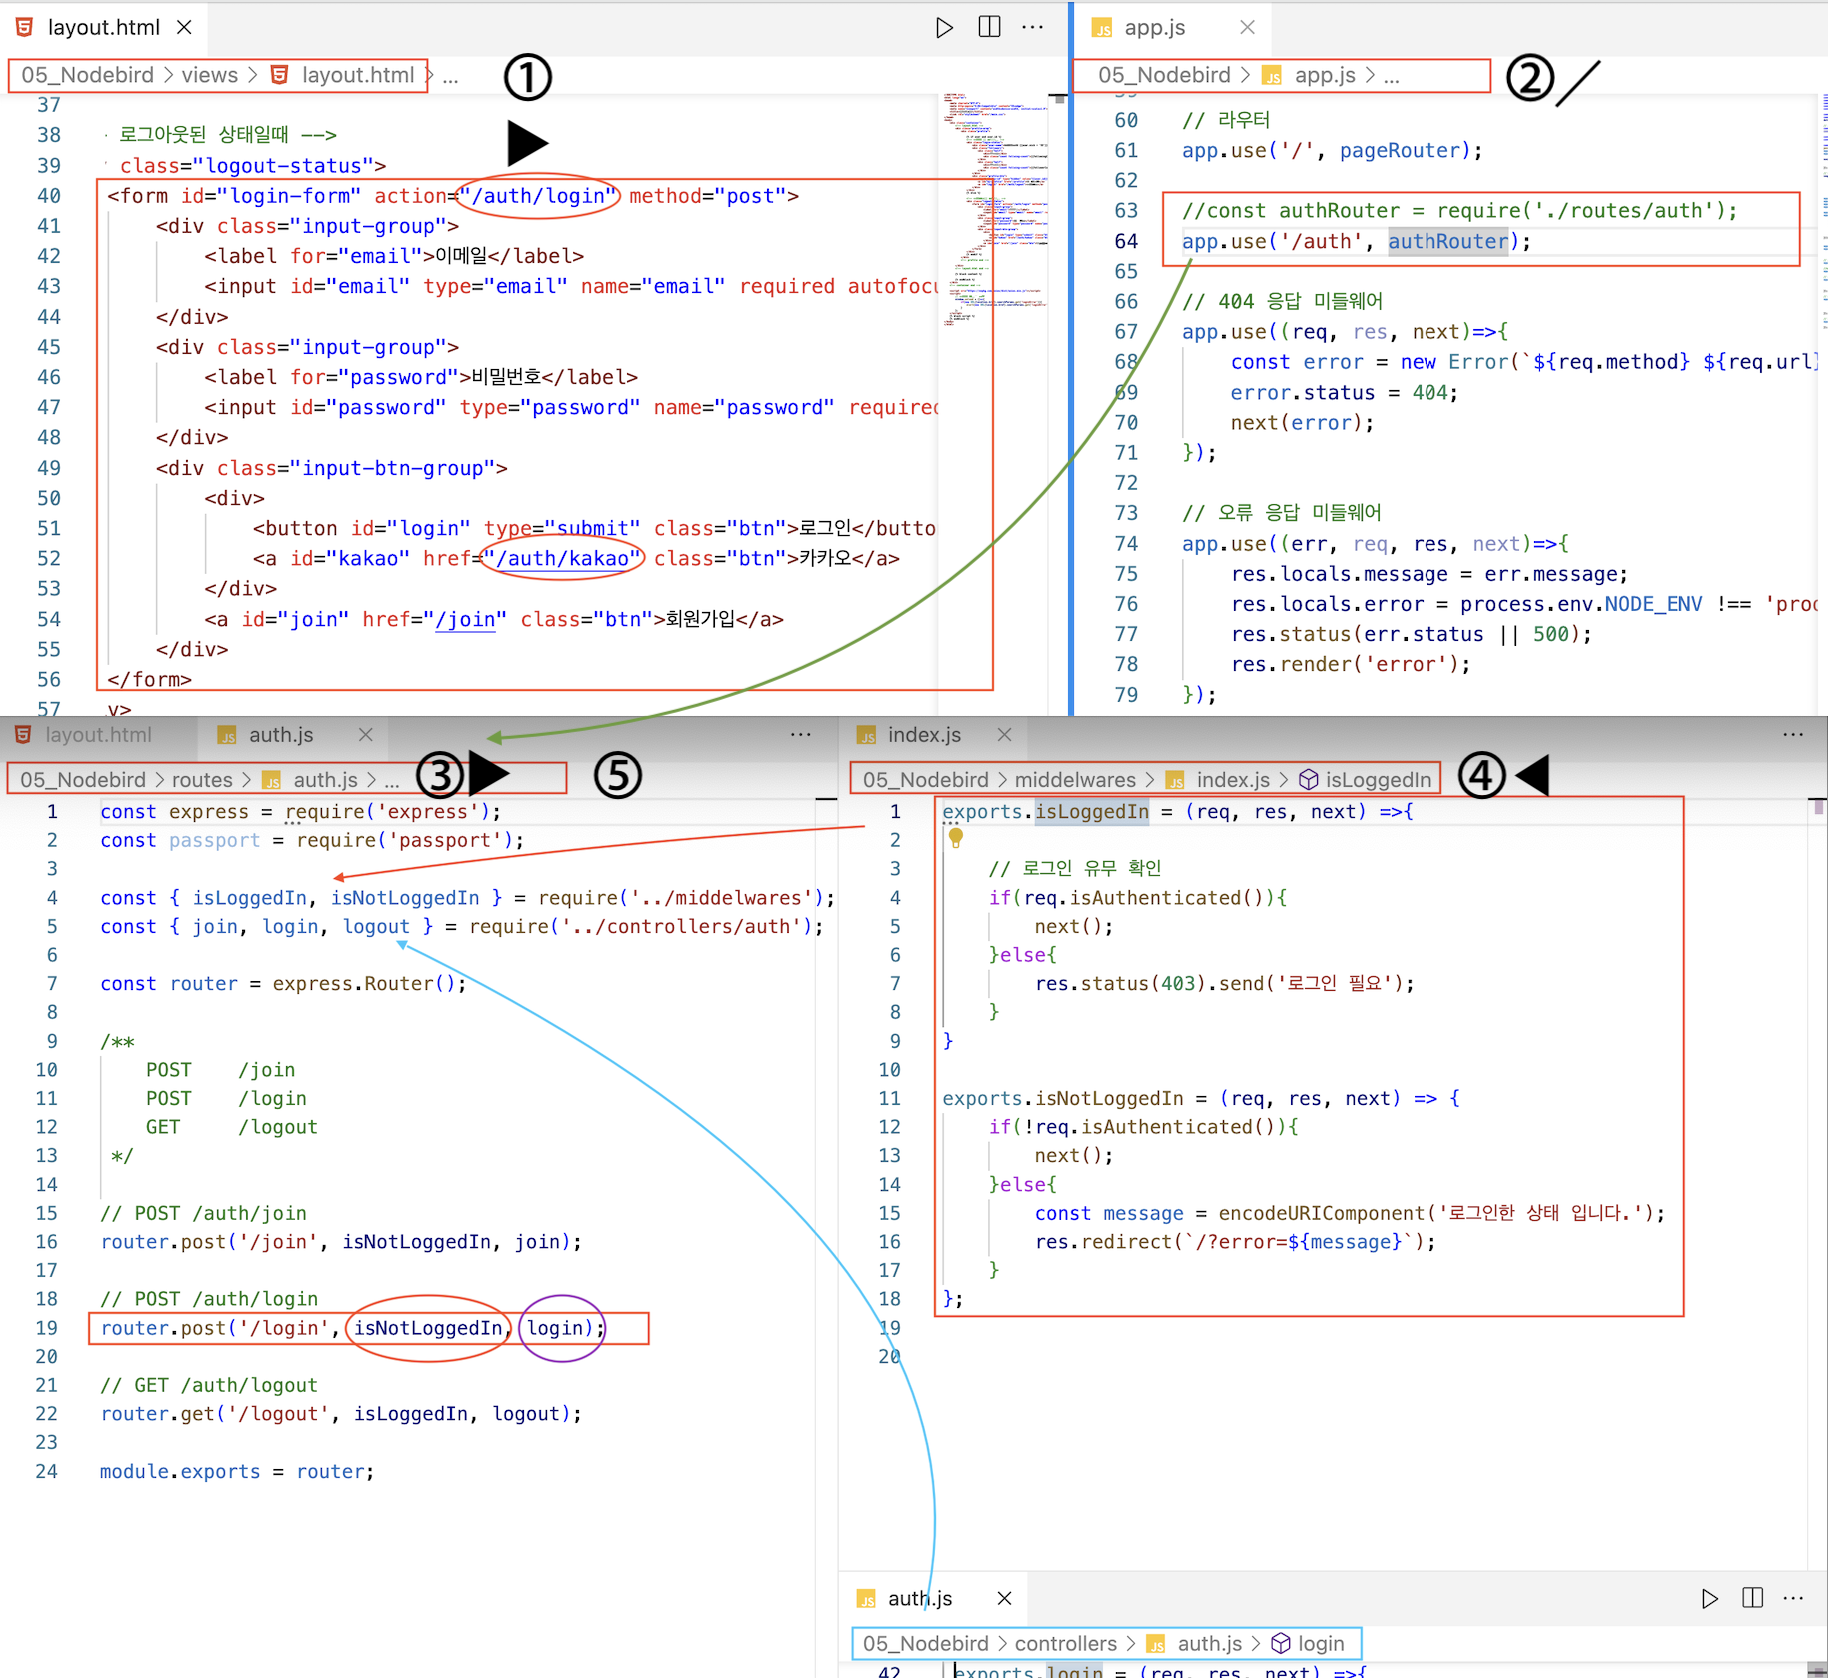 layout.html
05_Nodebird > views > layout.html > ...
①
37
38 로그아웃된 상태일때 -->
39 class="logout-status">
40 <form id="login-form" action="/auth/login" method="post">
41 <div class="input-group">
42 <label for="email">이메일</label>
43 <input id="email" type="email" name="email" required autofocu
44 </div>
45 <div class="input-group">
46 <label for="password">비밀번호</label>
47 <input id="password" type="password" name="password" required
48 </div>
49 <div class="input-btn-group">
50 <div>
51 <button id="login" type="submit" class="btn">로그인</butto
52 <a id="kakao" href="/auth/kakao" class="btn">카카오</a>
53 </div>
54 <a id="join" href="/join" class="btn">회원가입</a>
55 </div>
56 </form>
57 v>
app.js
05_Nodebird > app.js > ...
②
60 // 라우터
61 app.use('/', pageRouter);
62
63 //const authRouter = require('./routes/auth');
64 app.use('/auth', authRouter);
65
66 // 404 응답 미들웨어
67 app.use((req, res, next)=>{
68 const error = new Error(`${req.method} ${req.url}
69 error.status = 404;
70 next(error);
71 });
72
73 // 오류 응답 미들웨어
74 app.use((err, req, res, next)=>{
75 res.locals.message = err.message;
76 res.locals.error = process.env.NODE_ENV !== 'prod
77 res.status(err.status || 500);
78 res.render('error');
79 });
layout.html
auth.js
05_Nodebird > routes > auth.js > ...
③
⑤
1 const express = require('express');
2 const passport = require('passport');
3
4 const { isLoggedIn, isNotLoggedIn } = require('../middelwares');
5 const { join, login, logout } = require('../controllers/auth');
6
7 const router = express.Router();
8
9 /**
10 POST /join
11 POST /login
12 GET /logout
13 */
14
15 // POST /auth/join
16 router.post('/join', isNotLoggedIn, join);
17
18 // POST /auth/login
19 router.post('/login', isNotLoggedIn, login);
20
21 // GET /auth/logout
22 router.get('/logout', isLoggedIn, logout);
23
24 module.exports = router;
index.js
05_Nodebird > middelwares > index.js > isLoggedIn
④
1 exports.isLoggedIn = (req, res, next) =>{
2
3 // 로그인 유무 확인
4 if(req.isAuthenticated()){
5 next();
6 }else{
7 res.status(403).send('로그인 필요');
8 }
9 }
10
11 exports.isNotLoggedIn = (req, res, next) => {
12 if(!req.isAuthenticated()){
13 next();
14 }else{
15 const message = encodeURIComponent('로그인한 상태 입니다.');
16 res.redirect(`/?error=${message}`);
17 }
18 };
19
20
auth.js
05_Nodebird > controllers > auth.js > login
42 exports.login = (req, res, next) =>{